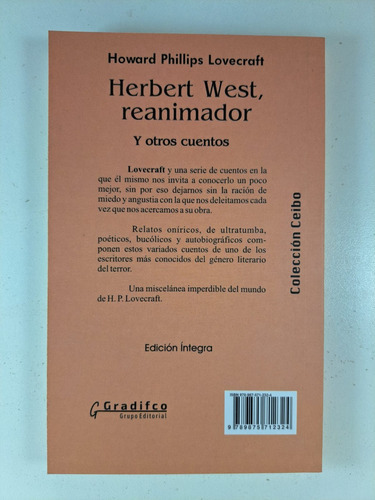 Howard Phillips Lovecraft
Herbert West,
reanimador
Y otros cuentos
Lovecraft y una serie de cuentos en la
que él mismo nos invita a conocerlo un poco
mejor, sin por eso dejarnos sin la ración de
miedo y angustia con la que nos deleitamos cada
vez que nos acercamos a su obra.
Relatos oníricos, de ultratumba,
poéticos, bucólicos y autobiográficos com-
ponen estos variados cuentos de uno de los
escritores más conocidos del género literario
del terror.
Una miscelánea imperdible del mundo
de H. P. Lovecraft.
Colección Ceibo
Edición Íntegra
Gradifco
Grupo Editorial
9789875712324